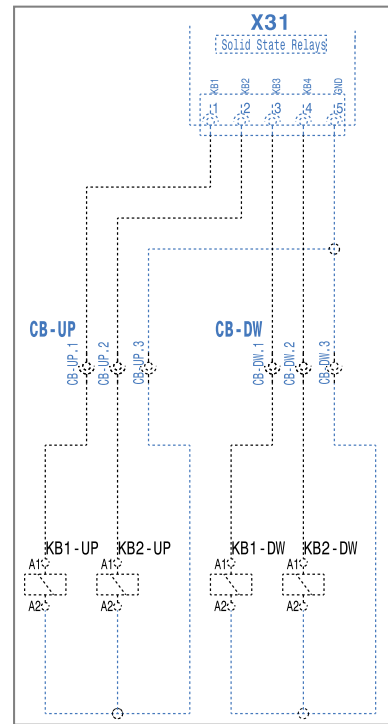 X31
Solid State Relays
KB1 KB2 KB3 KB4 GND
1 2 3 4 5
CB-UP CB-DW
CB-UP.1 CB-UP.2 CB-UP.3 CB-DW.1 CB-DW.2 CB-DW.3
KB1-UP KB2-UP KB1-DW KB2-DW
A1 A1 A1 A1
A2 A2 A2 A2